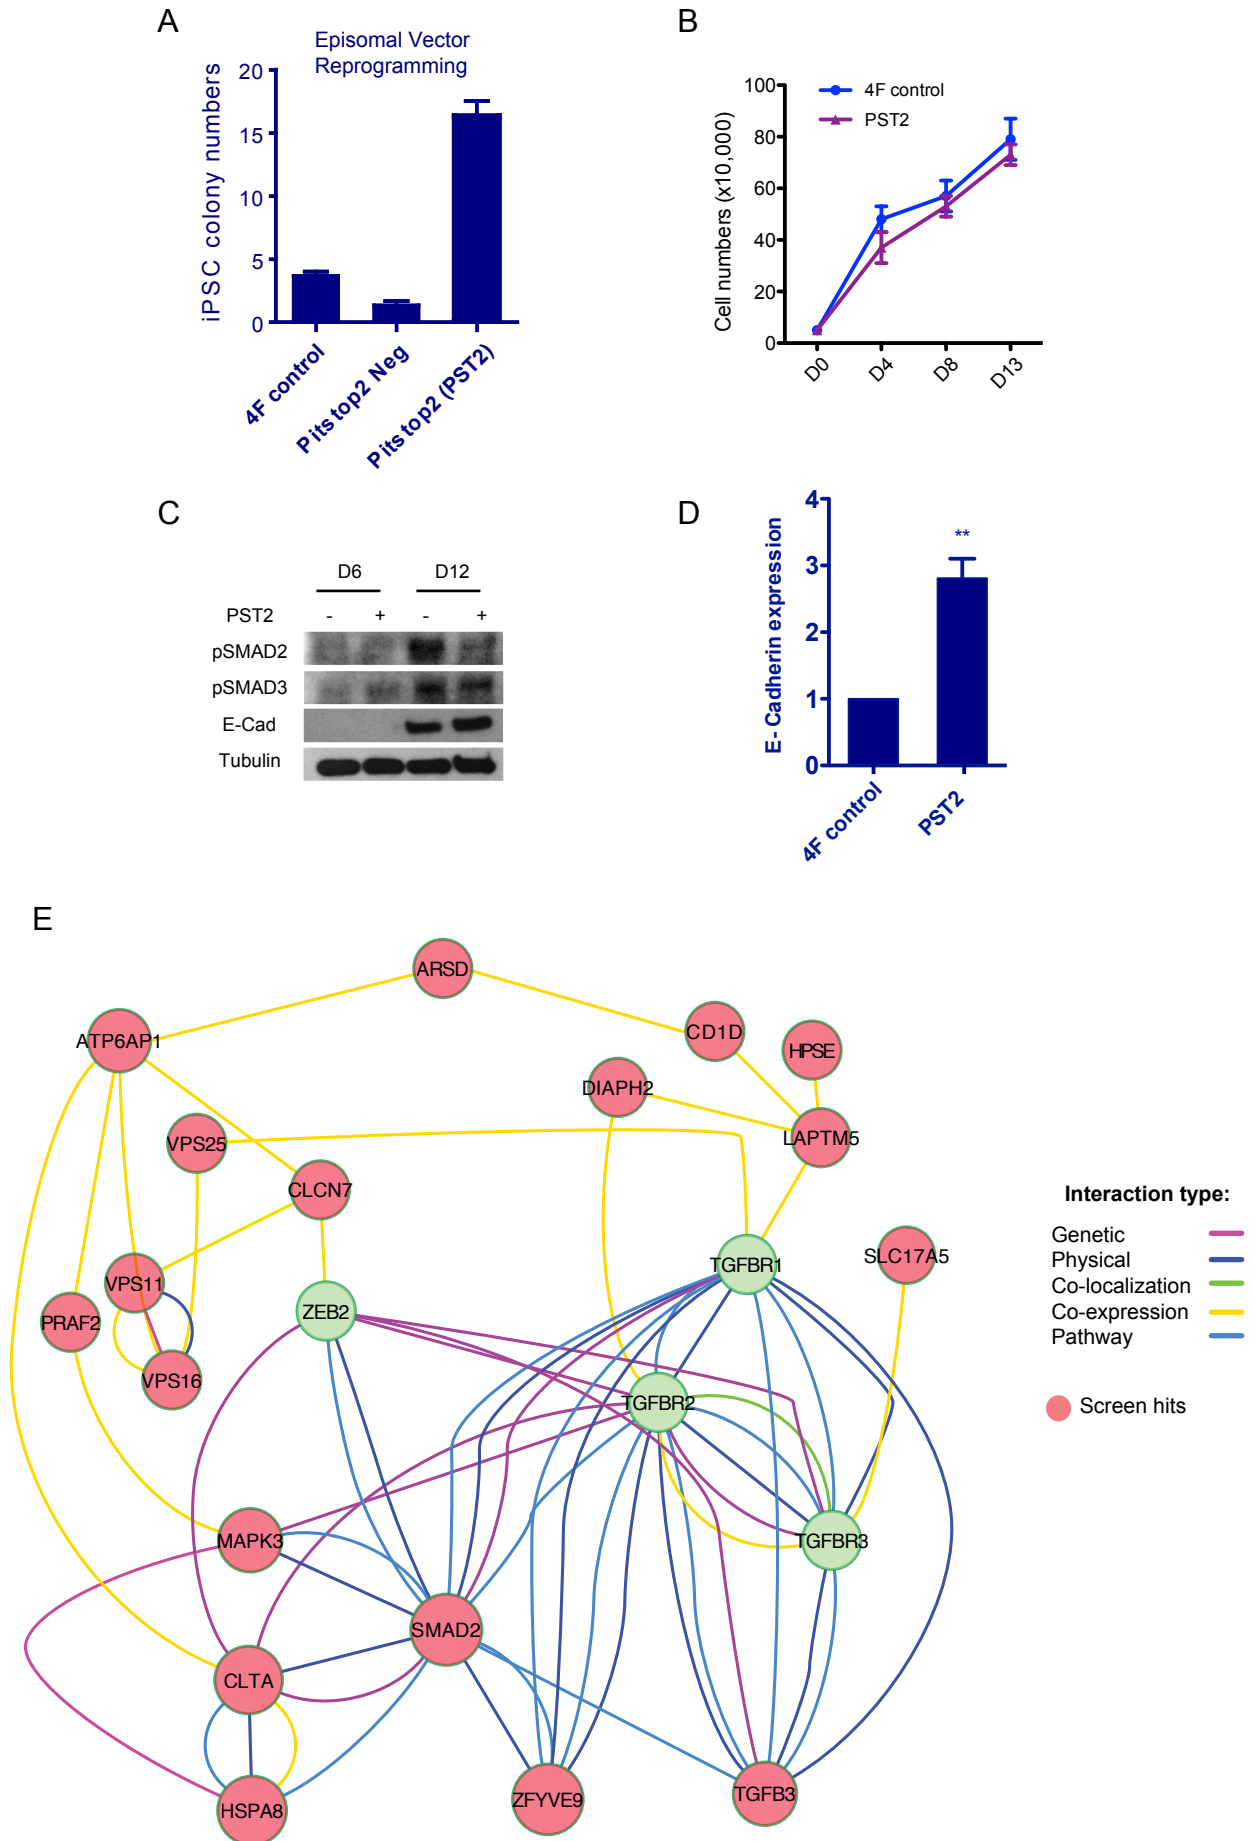 A
Episomal Vector
Reprogramming
iPSC colony numbers
20
15
10
5
0
4F control
Pitstop2 Neg
Pitstop2 (PST2)
B
Cell numbers (x10,000)
100
80
60
40
20
0
4F control
PST2
D0
D4
D8
D13
C
D6
D12
PST2
-
+
-
+
pSMAD2
pSMAD3
E-Cad
Tubulin
D
E-Cadherin expression
4
3
2
1
0
**
4F control
PST2
E
ARSD
ATP6AP1
CD1D
HPSE
DIAPH2
VPS25
LAPTM5
CLCN7
TGFBR1
SLC17A5
VPS11
PRAF2
ZEB2
VPS16
TGFBR2
MAPK3
TGFBR3
SMAD2
CLTA
HSPA8
ZFYVE9
TGFB3
Interaction type:
Genetic
Physical
Co-localization
Co-expression
Pathway
Screen hits